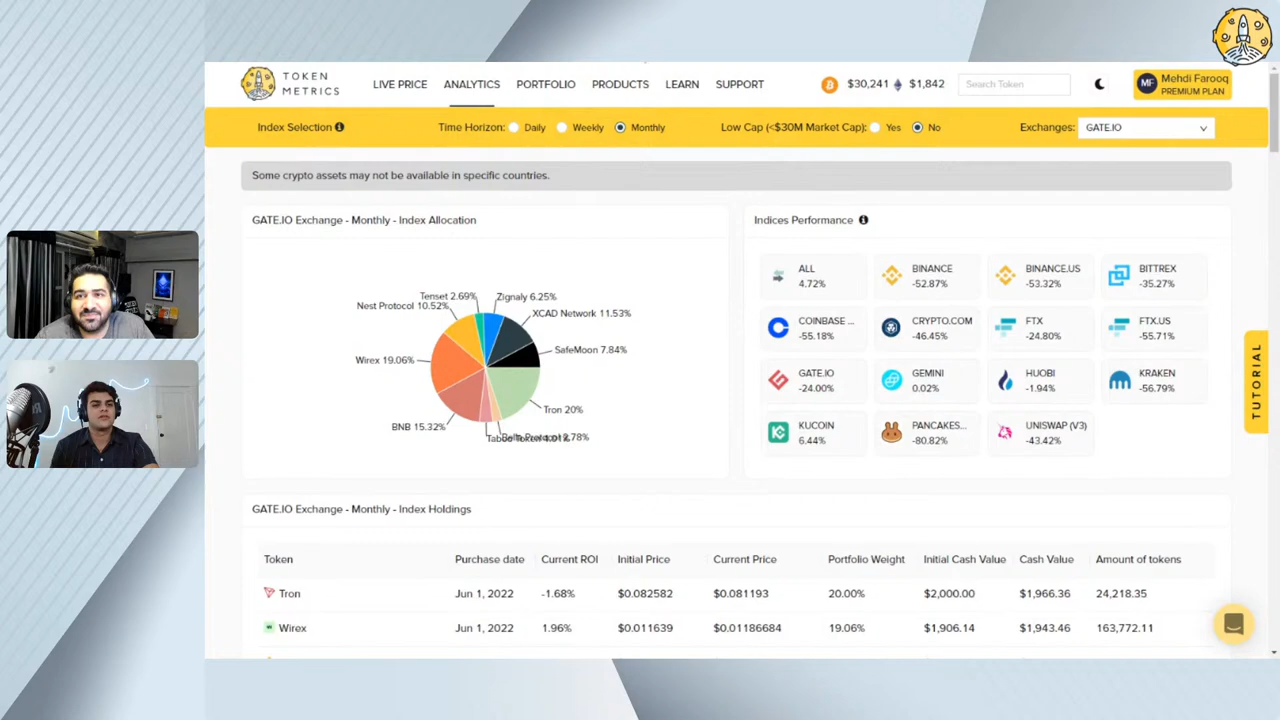 TOKEN
METRICS
LIVE PRICE
ANALYTICS
PORTFOLIO
PRODUCTS
LEARN
SUPPORT
$30,241
$1,842
Search Token
MF
Mehdi Farooq
PREMIUM PLAN
Index Selection
Time Horizon:
Daily
Weekly
Monthly
Low Cap (<$30M Market Cap):
Yes
No
Exchanges:
GATE.IO
Some crypto assets may not be available in specific countries.
GATE.IO Exchange - Monthly - Index Allocation
Tenset 2.69%
Zignaly 6.25%
Nest Protocol 10.52%
XCAD Network 11.53%
SafeMoon 7.84%
Wirex 19.06%
Tron 20%
BNB 15.32%
Indices Performance
ALL
4.72%
BINANCE
-52.87%
BINANCE.US
-53.32%
BITTREX
-35.27%
COINBASE ...
-55.18%
CRYPTO.COM
-46.45%
FTX
-24.80%
FTX.US
-55.71%
GATE.IO
-24.00%
GEMINI
0.02%
HUOBI
-1.94%
KRAKEN
-56.79%
KUCOIN
6.44%
PANCAKES...
-80.82%
UNISWAP (V3)
-43.42%
TUTORIAL
GATE.IO Exchange - Monthly - Index Holdings
Token Purchase date Current ROI Initial Price Current Price Portfolio Weight Initial Cash Value Cash Value Amount of tokens
Tron Jun 1, 2022 -1.68% $0.082582 $0.081193 20.00% $2,000.00 $1,966.36 24,218.35
Wirex Jun 1, 2022 1.96% $0.011639 $0.01186684 19.06% $1,906.14 $1,943.46 163,772.11